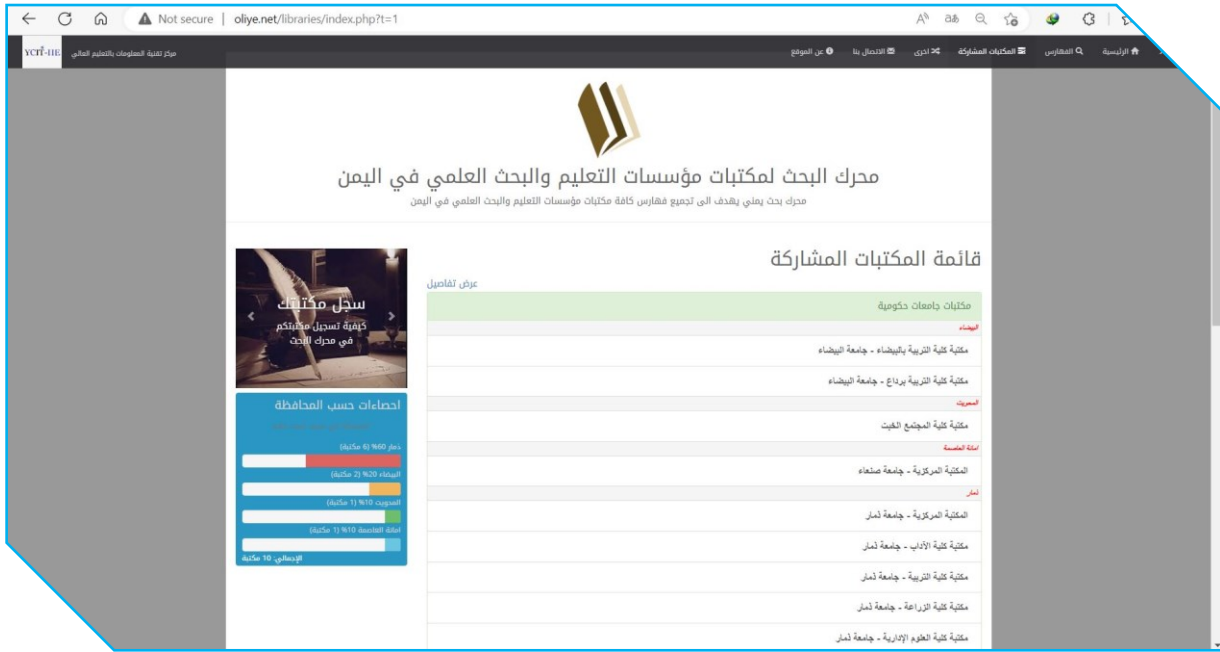 Not secure | oliye.net/libraries/index.php?t=1
الرئيسية
الفهارس
المكتبات المشاركة
اخرى
الاتصال بنا
عن الموقع
مركز تقنية المعلومات بالتعليم العالي
YCIT-HE
محرك البحث لمكتبات مؤسسات التعليم والبحث العلمي في اليمن
محرك بحث يمني يهدف الى تجميع فهارس كافة مكتبات مؤسسات التعليم والبحث العلمي في اليمن
قائمة المكتبات المشاركة
عرض تفاصيل
مكتبات جامعات حكومية
البيضاء
مكتبة كلية التربية بالبيضاء - جامعة البيضاء
مكتبة كلية التربية برداع - جامعة البيضاء
المحويت
مكتبة كلية المجتمع الخبت
امانة العاصمة
المكتبة المركزية - جامعة صنعاء
ذمار
المكتبة المركزية - جامعة ذمار
مكتبة كلية الآداب - جامعة ذمار
مكتبة كلية التربية - جامعة ذمار
مكتبة كلية الزراعة - جامعة ذمار
مكتبة كلية العلوم الإدارية - جامعة ذمار
سجل مكتبتك
كيفية تسجيل مكتبتكم
في محرك البحث
احصاءات حسب المحافظة
ذمار 60% (6 مكتبة)
البيضاء 20% (2 مكتبة)
المحويت 10% (1 مكتبة)
امانة العاصمة 10% (1 مكتبة)
الإجمالي: 10 مكتبة